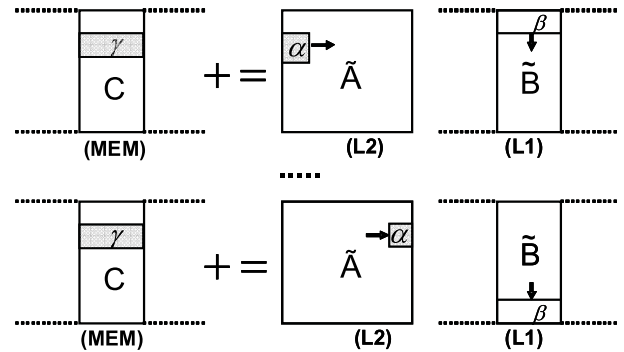 γ C (MEM) += α Ã (L2) β B̃ (L1)
......
γ C (MEM) += Ã α (L2) B̃ β (L1)